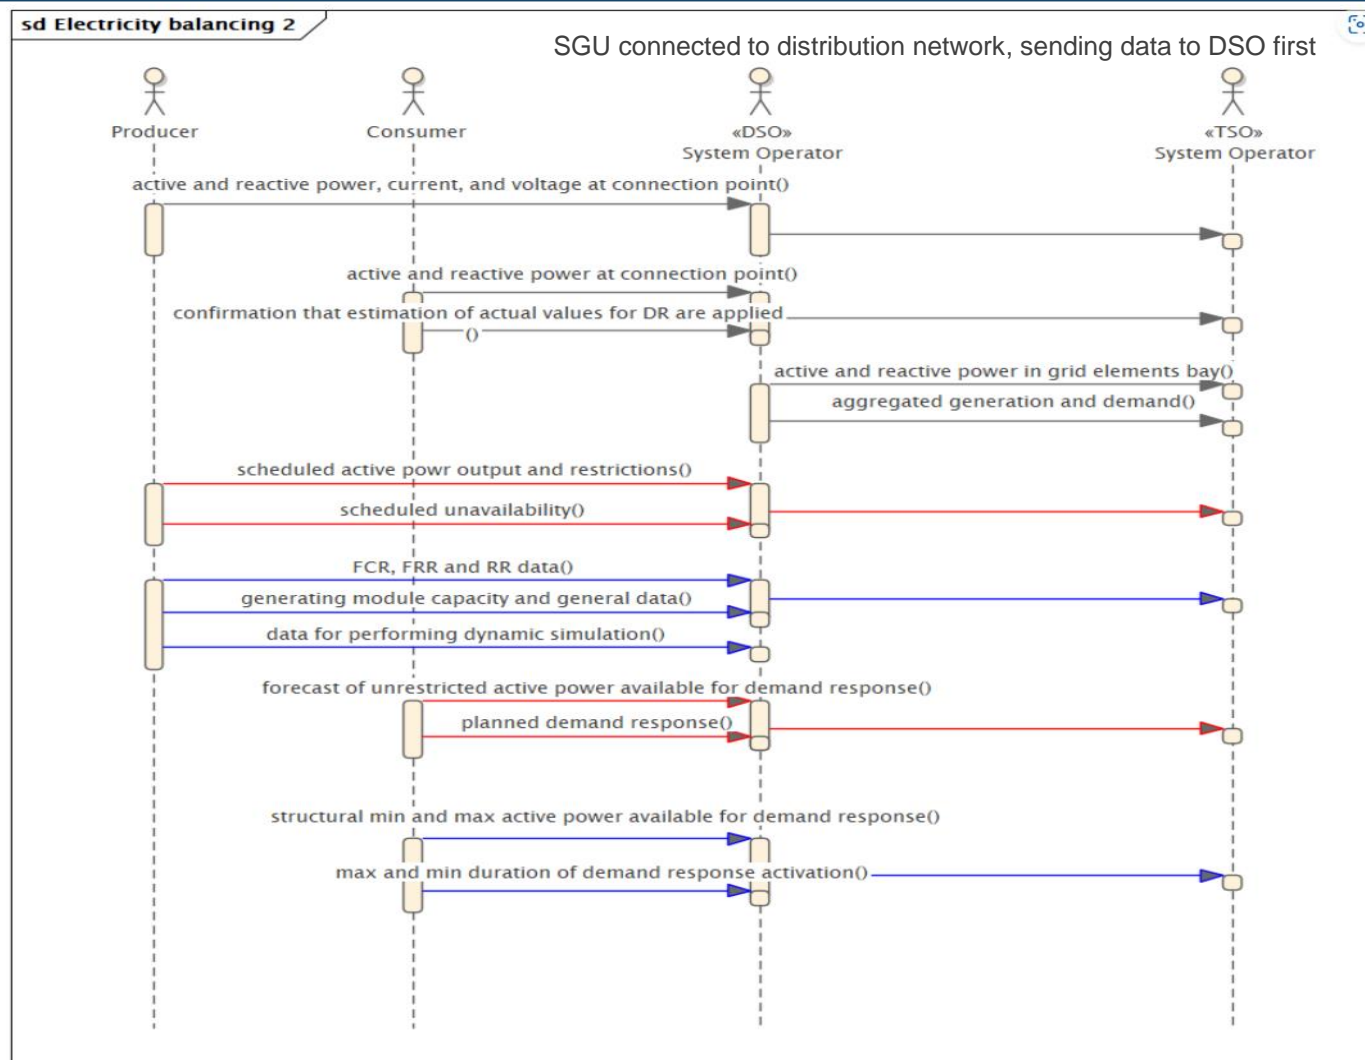 sd Electricity balancing 2
SGU connected to distribution network, sending data to DSO first
Producer
Consumer
«DSO»
System Operator
«TSO»
System Operator
active and reactive power, current, and voltage at connection point()
active and reactive power at connection point()
confirmation that estimation of actual values for DR are applied
()
active and reactive power in grid elements bay()
aggregated generation and demand()
scheduled active powr output and restrictions()
scheduled unavailability()
FCR, FRR and RR data()
generating module capacity and general data()
data for performing dynamic simulation()
forecast of unrestricted active power available for demand response()
planned demand response()
structural min and max active power available for demand response()
max and min duration of demand response activation()